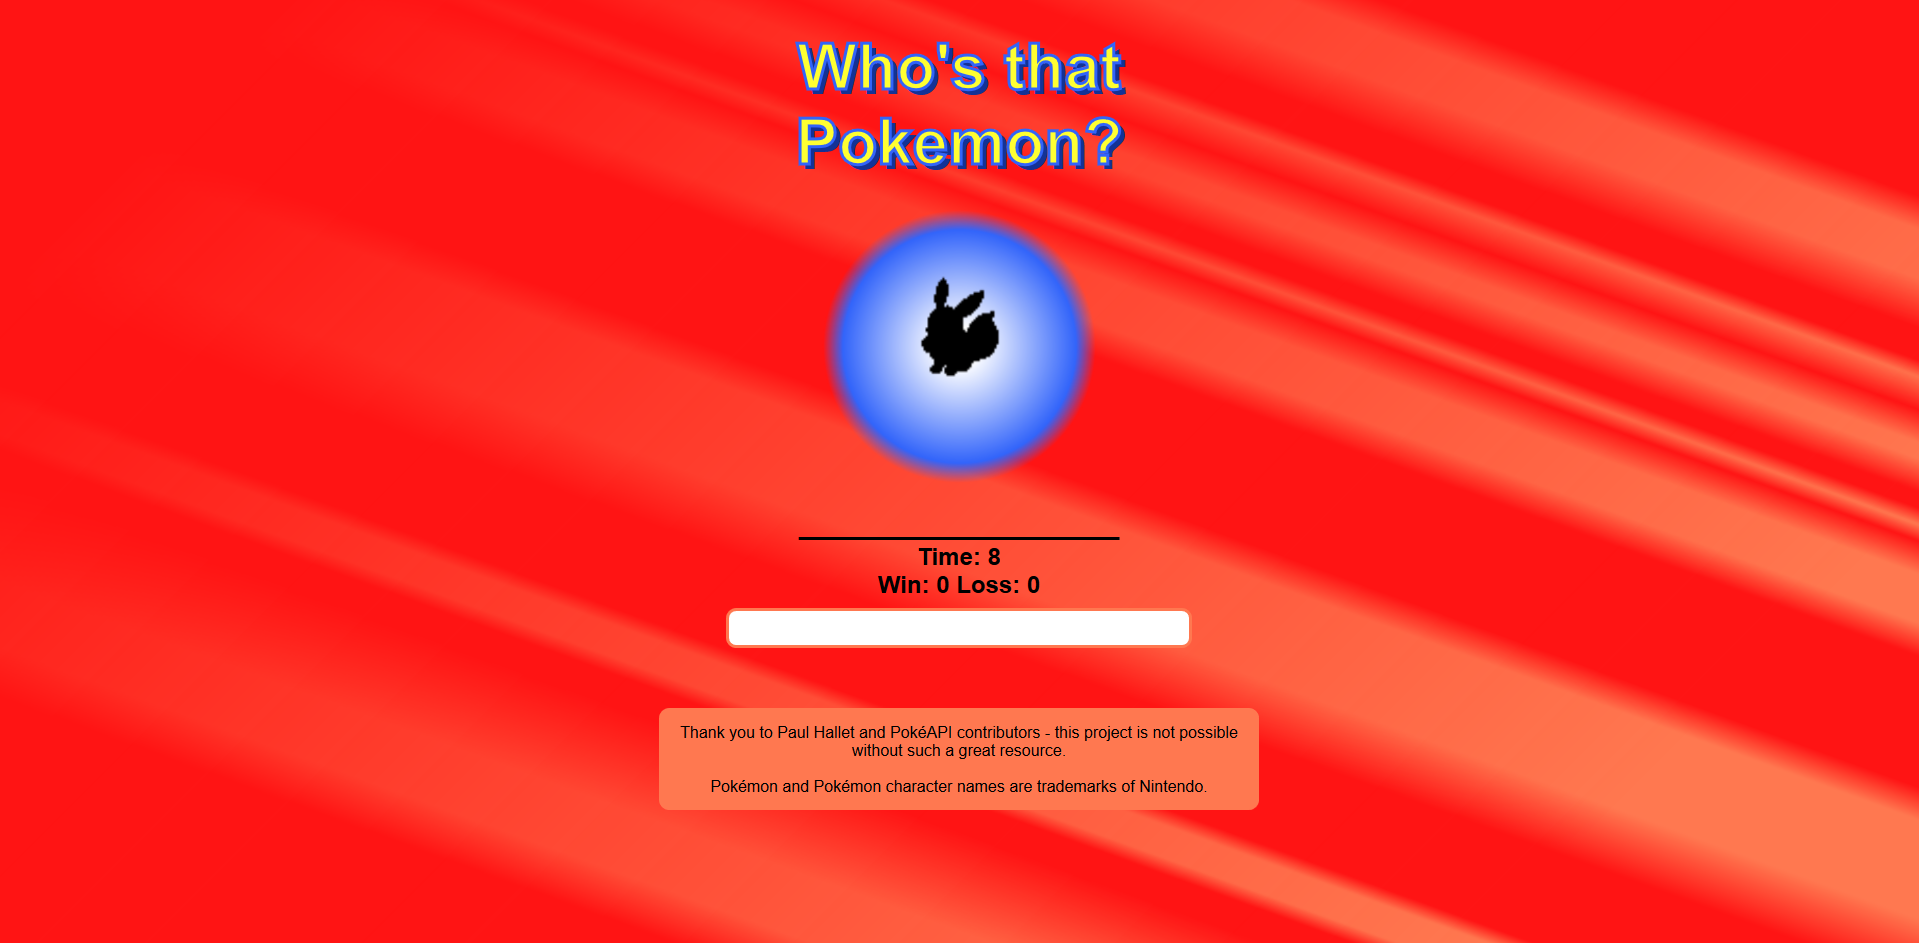 Who's that
Pokemon?
Time: 8
Win: 0 Loss: 0
Thank you to Paul Hallet and PokéAPI contributors - this project is not possible
without such a great resource.
Pokémon and Pokémon character names are trademarks of Nintendo.